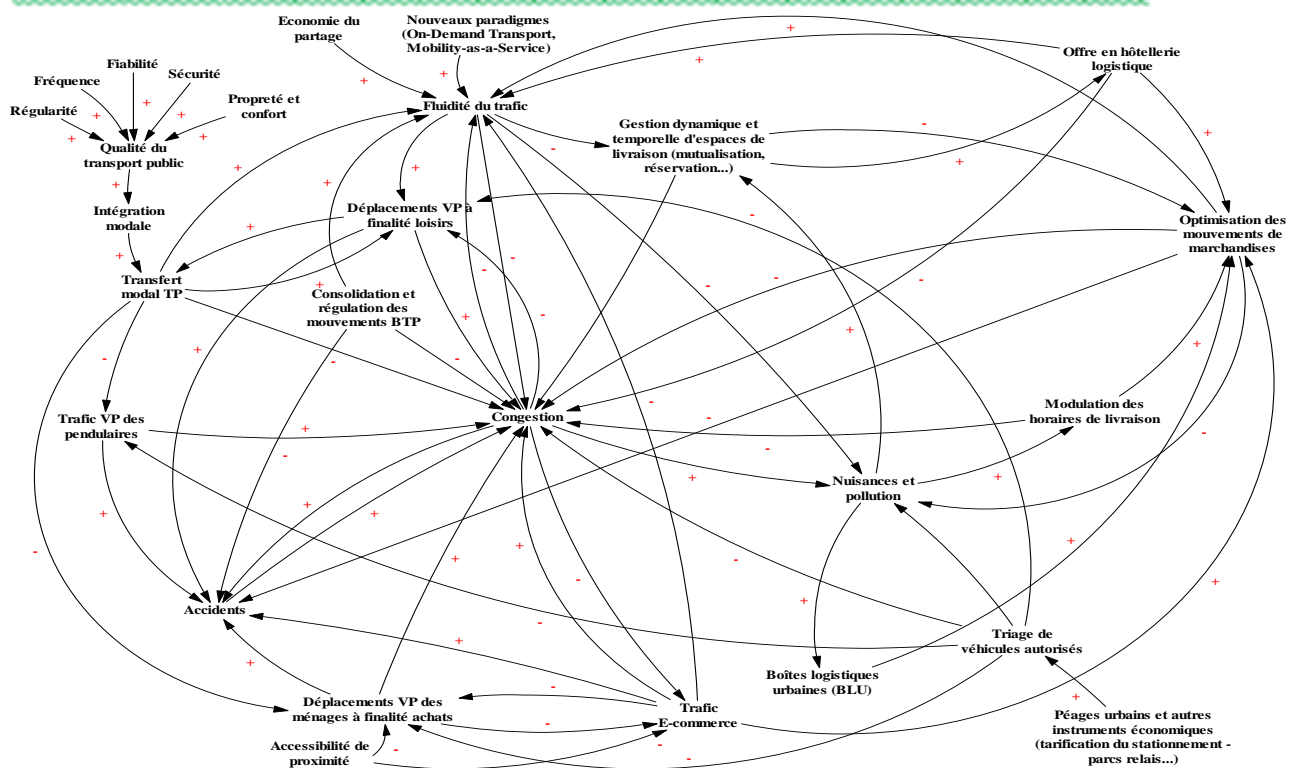 Economie du
partage
Nouveaux paradigmes
(On-Demand Transport,
Mobility-as-a-Service)
Offre en hôtellerie
logistique
Fiabilité
Sécurité
Fréquence
Régularité
Propreté et
confort
Fluidité du trafic
Qualité du
transport public
Gestion dynamique et
temporelle d'espaces de
livraison (mutualisation,
réservation...)
Intégration
modale
Déplacements VP à
finalité loisirs
Optimisation des
mouvements de
marchandises
Transfert
modal TP
Consolidation et
régulation des
mouvements BTP
Trafic VP des
pendulaires
Congestion
Modulation des
horaires de livraison
Nuisances et
pollution
Accidents
Triage de
véhicules autorisés
Boîtes logistiques
urbaines (BLU)
Déplacements VP des
ménages à finalité achats
Trafic
E-commerce
Accessibilité de
proximité
Péages urbains et autres
instruments économiques
(tarification du stationnement -
parcs relais...)